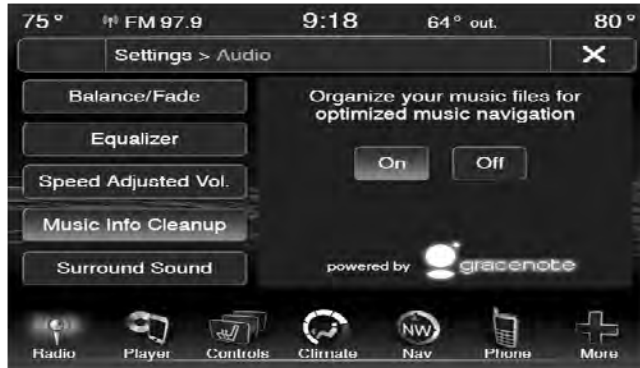 75° FM 97.9 9:18 64° out. 80°
Settings > Audio X
Balance/Fade
Equalizer
Speed Adjusted Vol.
Music Info Cleanup
Surround Sound
Organize your music files for
optimized music navigation
On Off
powered by gracenote
NW
Radio Player Controls Climate Nav Phone More